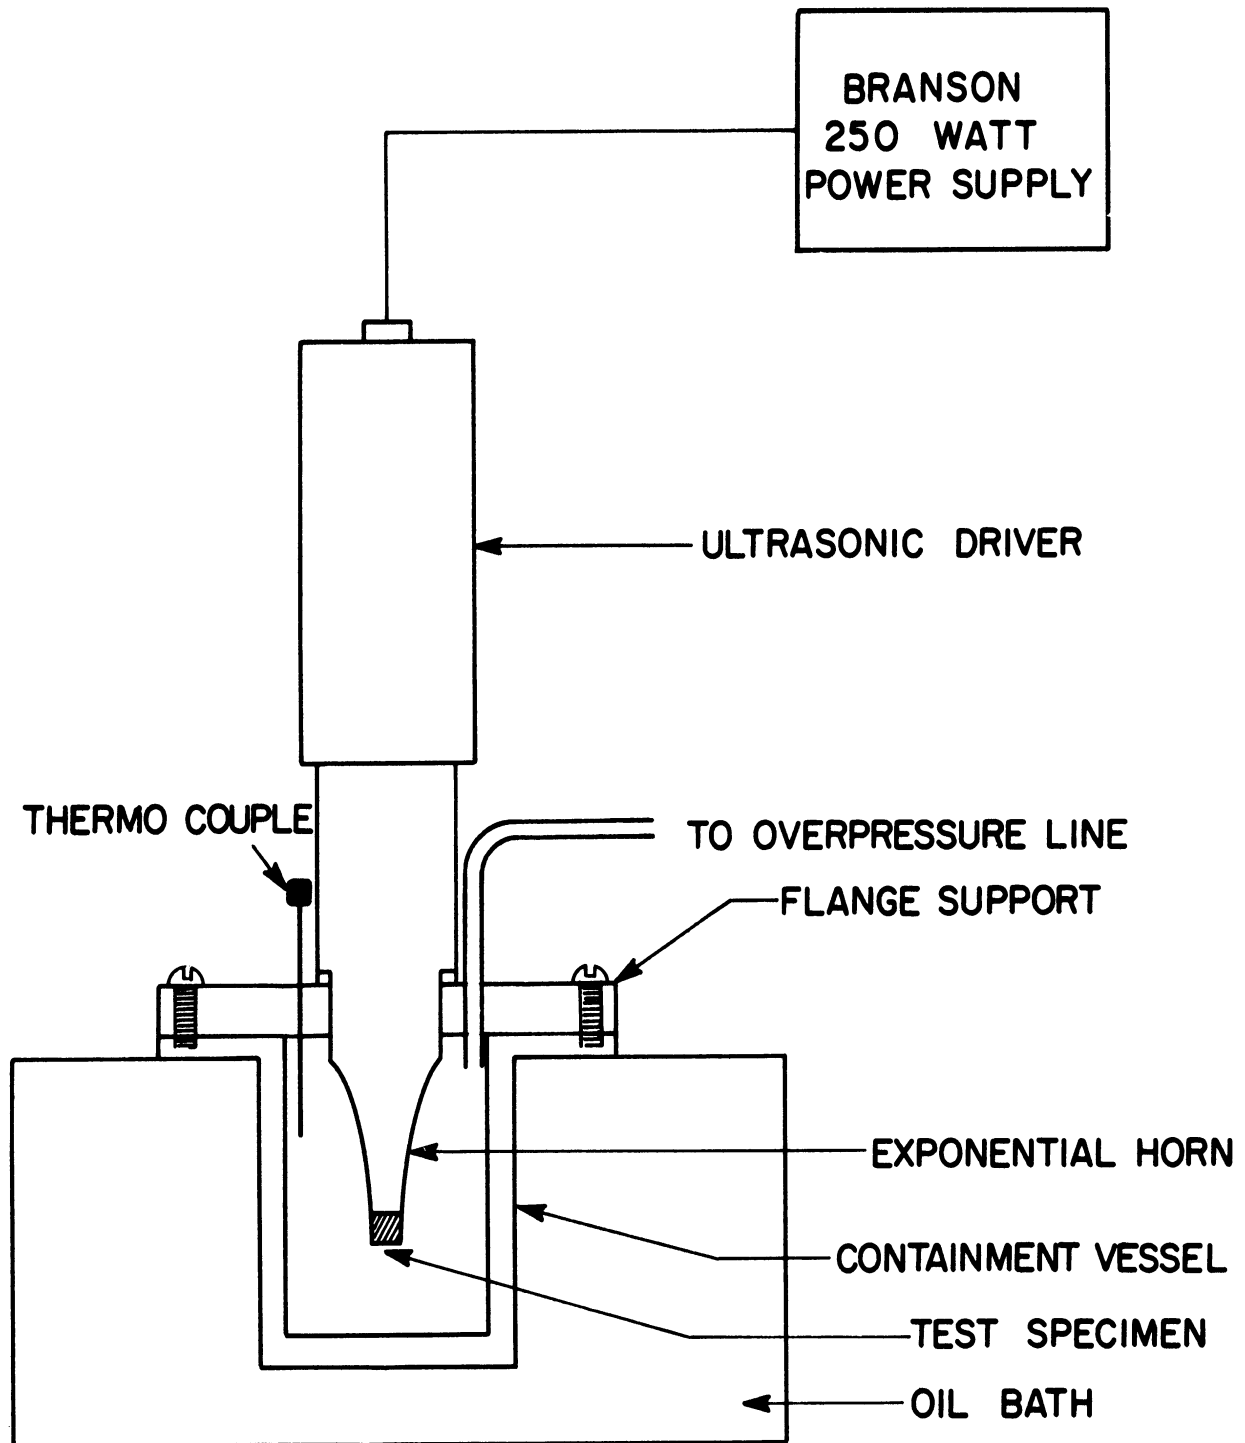 BRANSON
250 WATT
POWER SUPPLY
ULTRASONIC DRIVER
THERMO COUPLE
TO OVERPRESSURE LINE
FLANGE SUPPORT
EXPONENTIAL HORN
CONTAINMENT VESSEL
TEST SPECIMEN
OIL BATH